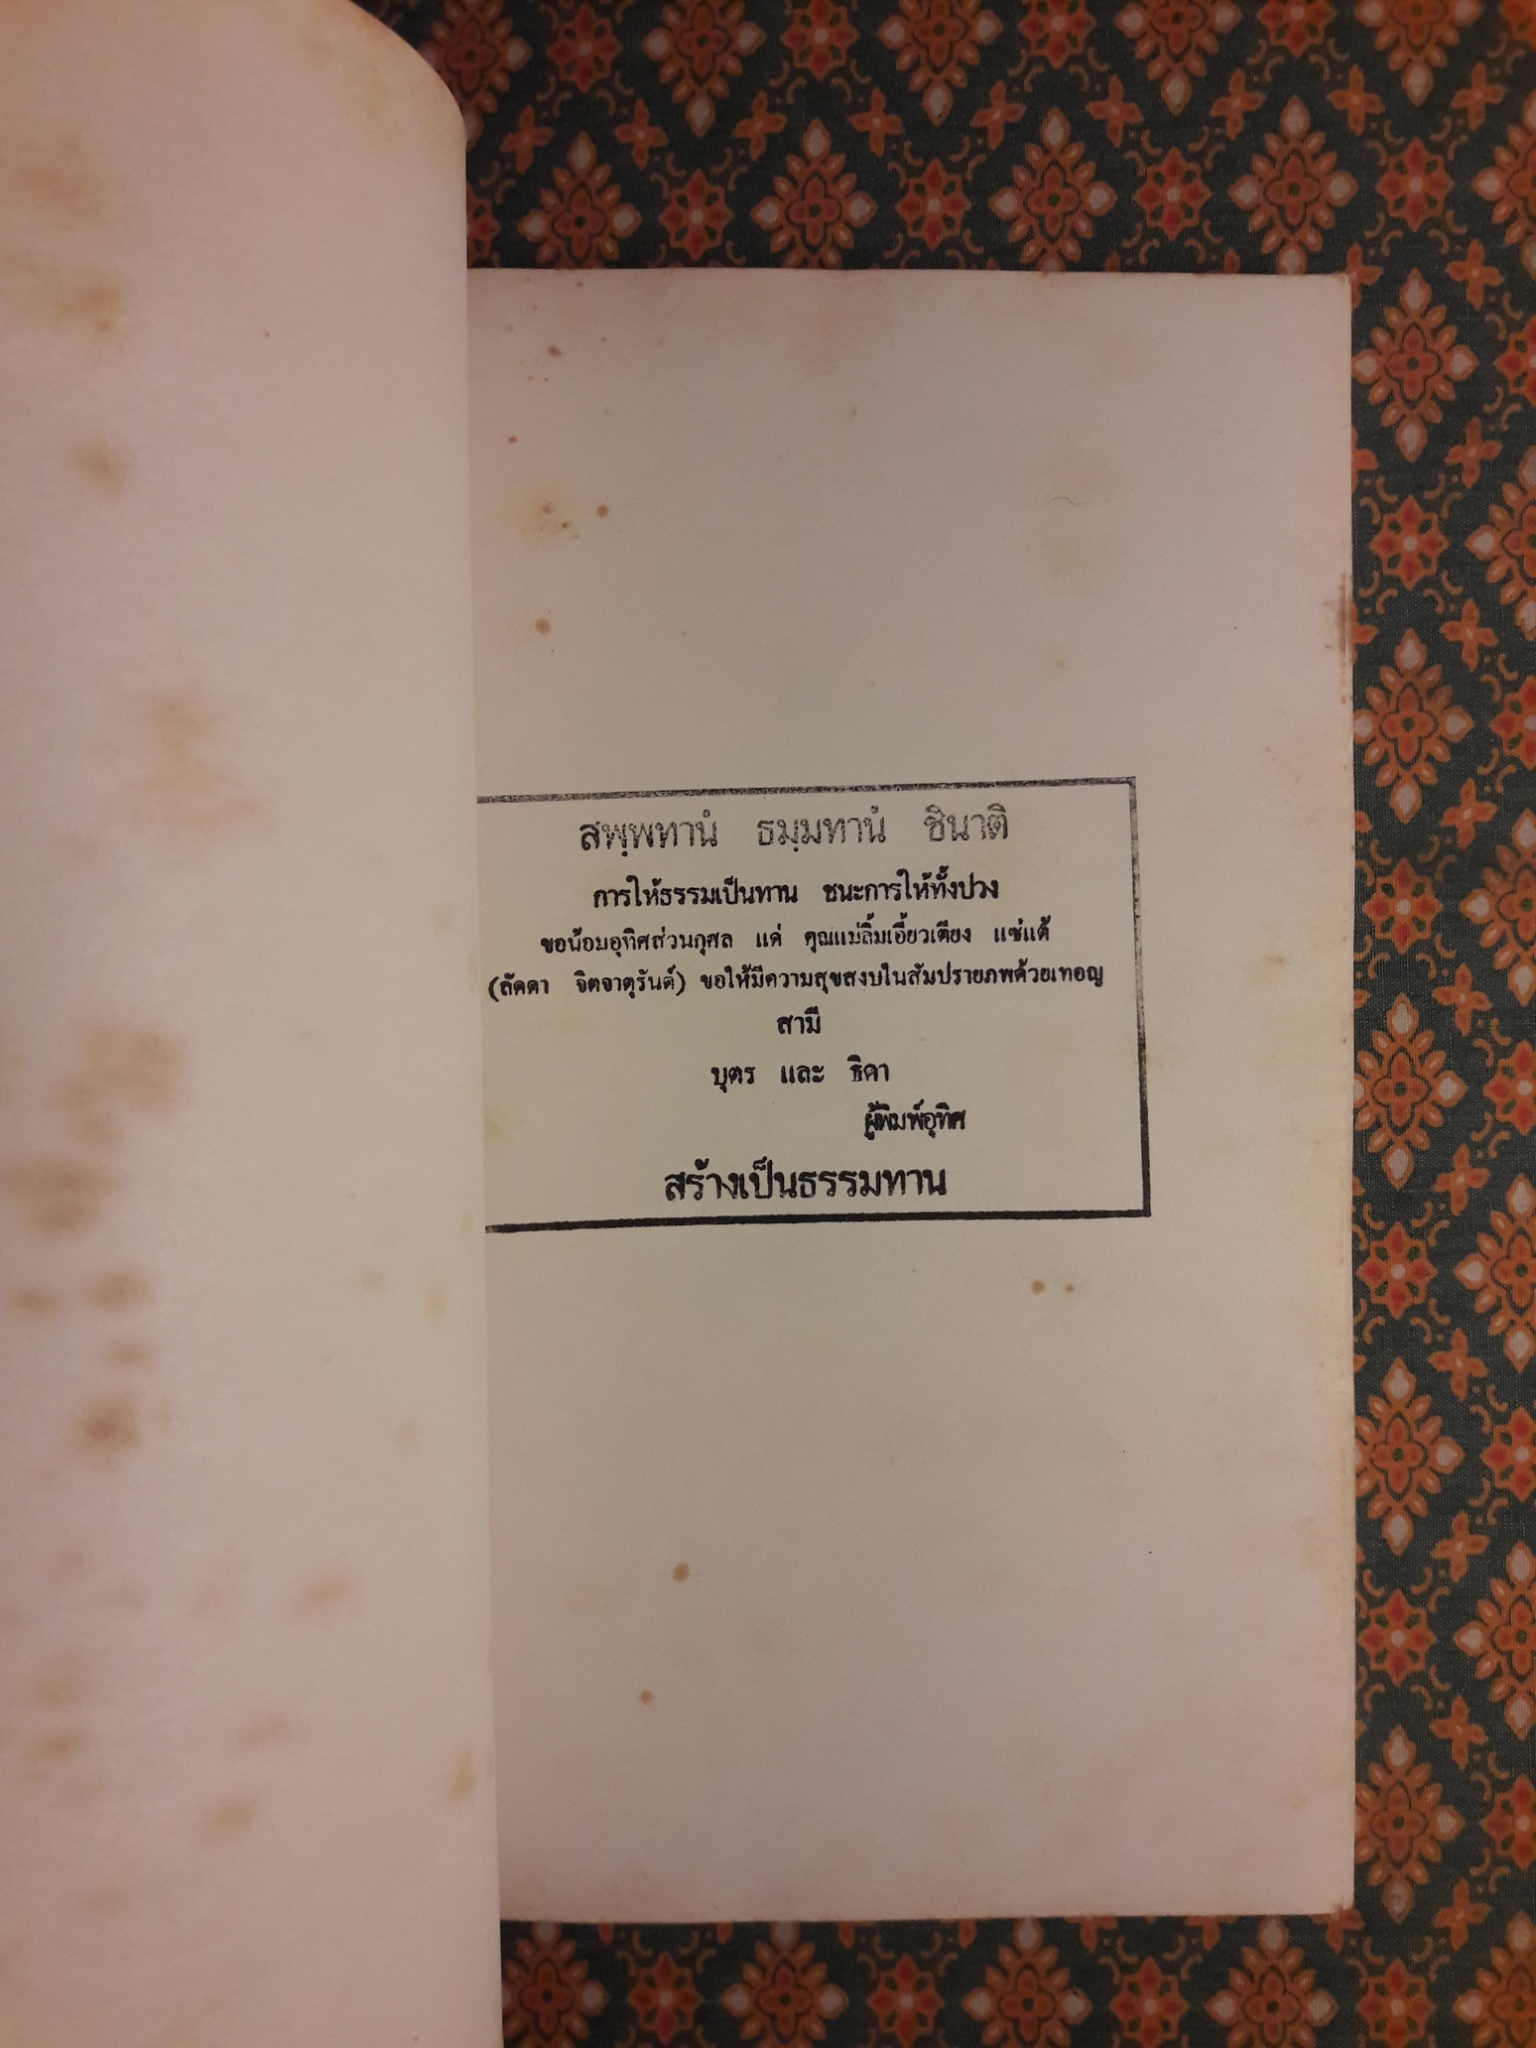 สพฺพทานํ ธมฺมทานํ ชินาติ
การให้ธรรมเป็นทาน ชนะการให้ทั้งปวง
ขอน้อมอุทิศส่วนกุศล แด่ คุณแม่ลิ้มเอี้ยวเตียง แซ่แต้
(ลัดดา จิตจาตุรันต์) ขอให้มีความสุขสงบในสัมปรายภพด้วยเทอญ
สามี
บุตร และ ธิดา
ผู้พิมพ์อุทิศ
สร้างเป็นธรรมทาน